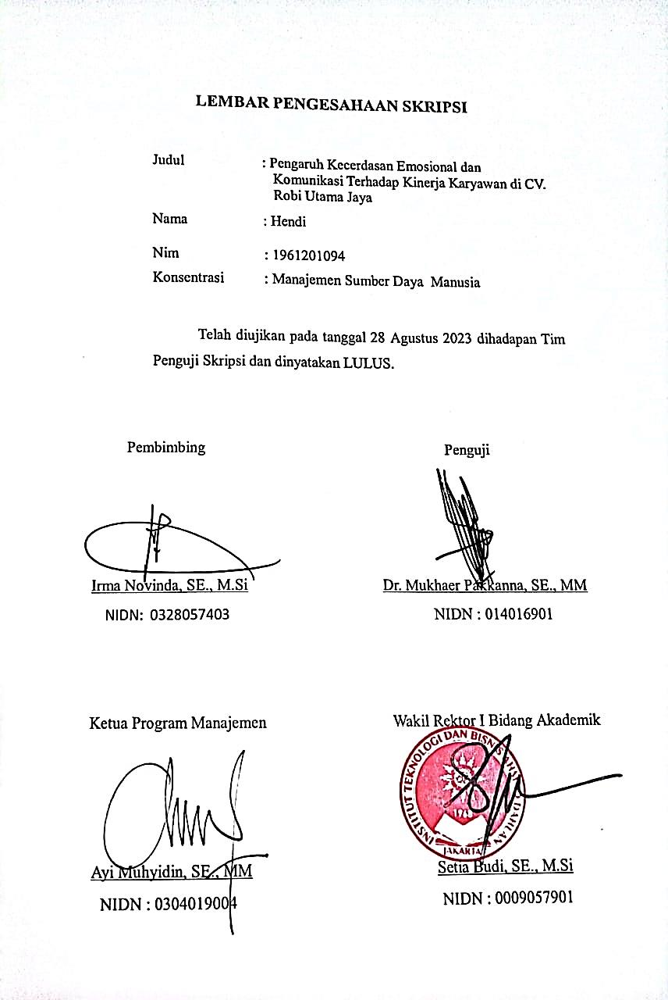 LEMBAR PENGESAHAAN SKRIPSI
Judul : Pengaruh Kecerdasan Emosional dan
Komunikasi Terhadap Kinerja Karyawan di CV.
Robi Utama Jaya
Nama : Hendi
Nim : 1961201094
Konsentrasi : Manajemen Sumber Daya Manusia
Telah diujikan pada tanggal 28 Agustus 2023 dihadapan Tim
Penguji Skripsi dan dinyatakan LULUS.
Pembimbing Penguji
Irma Novinda, SE., M.Si Dr. Mukhaer Pakkanna, SE., MM
NIDN: 0328057403 NIDN : 014016901
Ketua Program Manajemen Wakil Rektor I Bidang Akademik
INSTITUT TEKNOLOGI DAN BISNIS DAHLAN
JAKARTA
Ayi Muhyidin, SE., MM Setia Budi, SE., M.Si
NIDN : 0304019004 NIDN : 0009057901